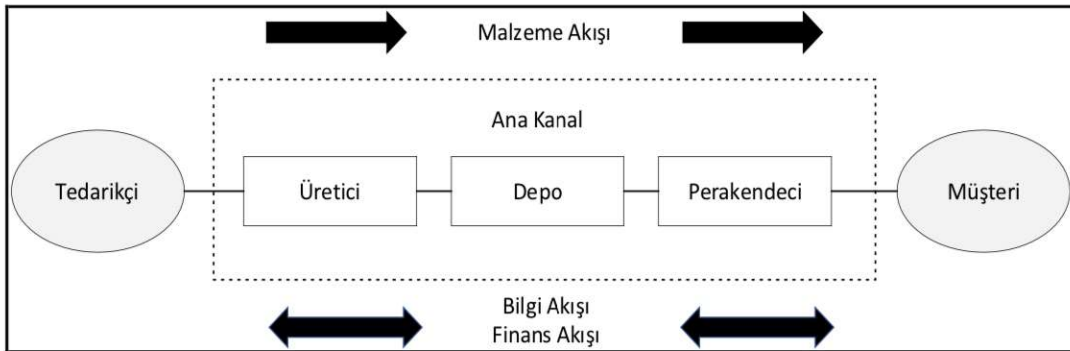 Malzeme Akışı
Ana Kanal
Tedarikçi
Üretici
Depo
Perakendeci
Müşteri
Bilgi Akışı
Finans Akışı